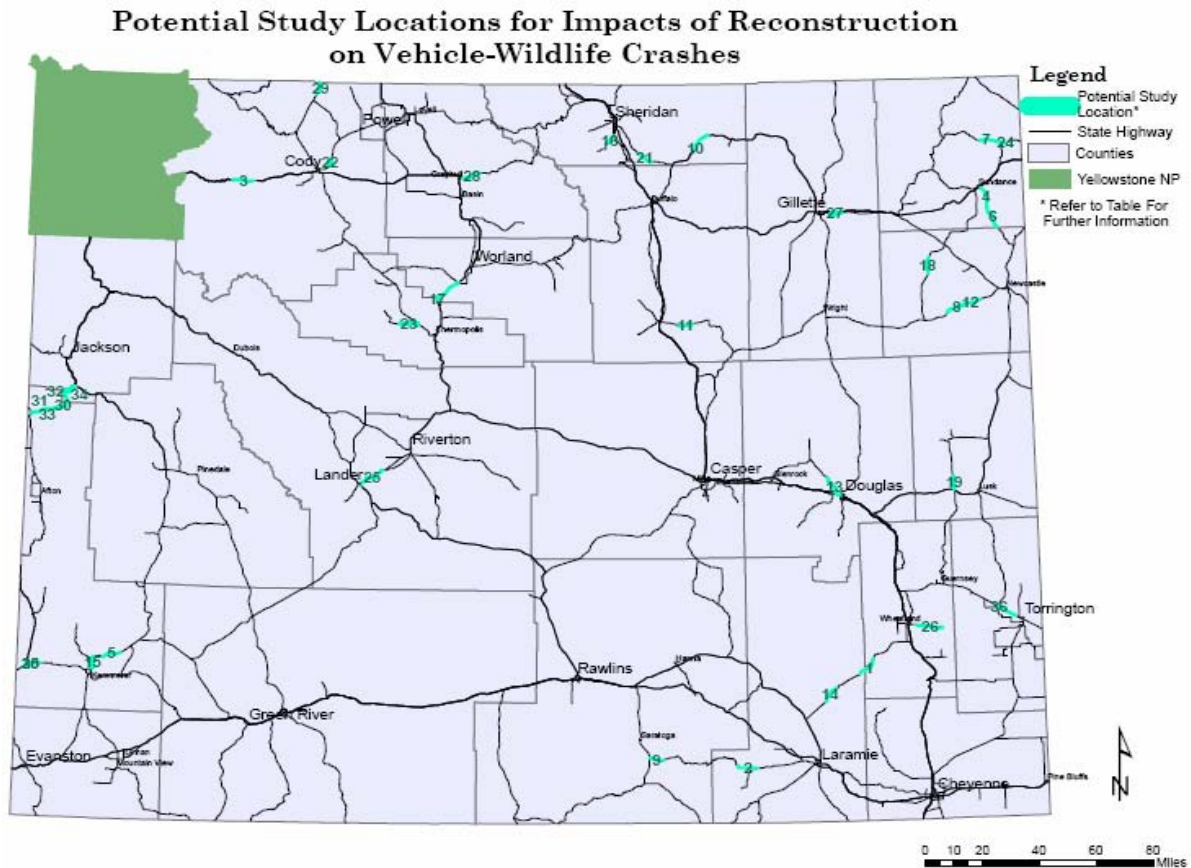 Potential Study Locations for Impacts of Reconstruction
on Vehicle-Wildlife Crashes
Legend
Potential Study
Location*
State Highway
Counties
Yellowstone NP
* Refer to Table For
Further Information
29
Powell
Lovell
Sheridan
16
21
10
7
24
Cody
22
3
28
Basin
Buffalo
Gillette
27
Sundance
4
6
Worland
17
18
Newcastle
8
12
23
Thermopolis
11
Wright
Jackson
Dubois
32
34
31
30
33
Riverton
Lander
25
Pinedale
Afton
Casper
Glenrock
13
Douglas
19
Lusk
Guernsey
36
Torrington
Wheatland
26
5
15
Kemmerer
Rawlins
Hanna
1
14
Green River
Evanston
Mountain View
Saratoga
9
2
Laramie
Cheyenne
Pine Bluffs
N
0 10 20 40 60 80
Miles